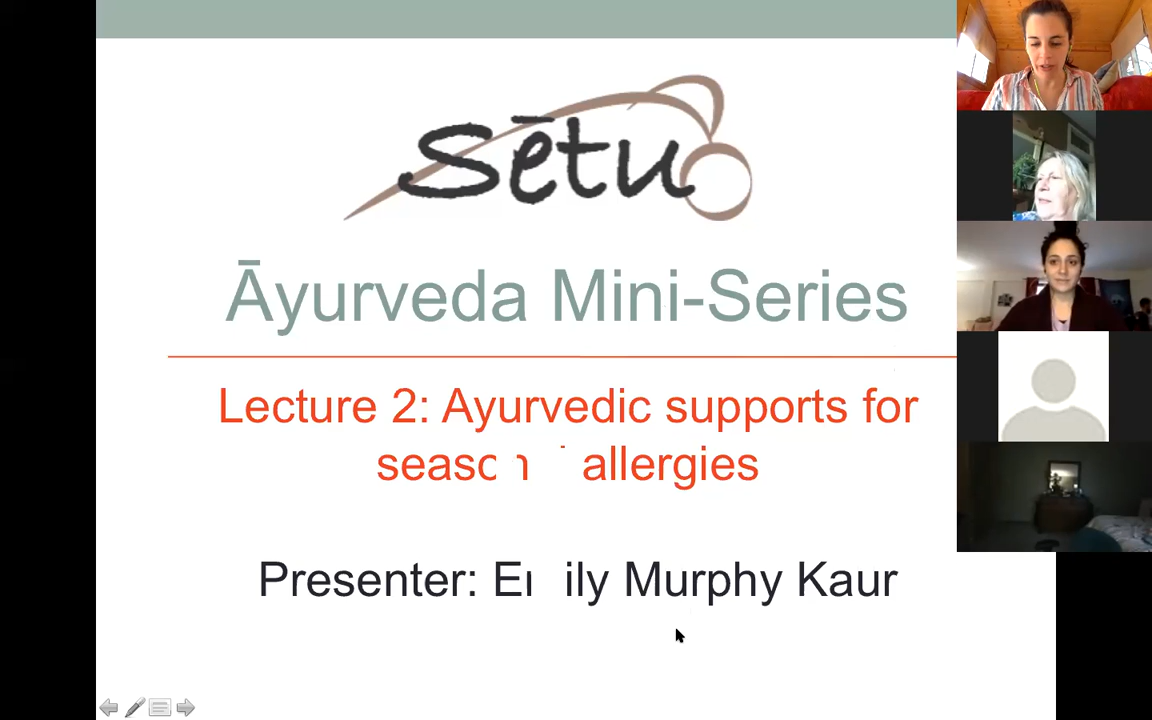 Sētu
Āyurveda Mini-Series
Lecture 2: Ayurvedic supports for
allergies
Presenter: Murphy Kaur